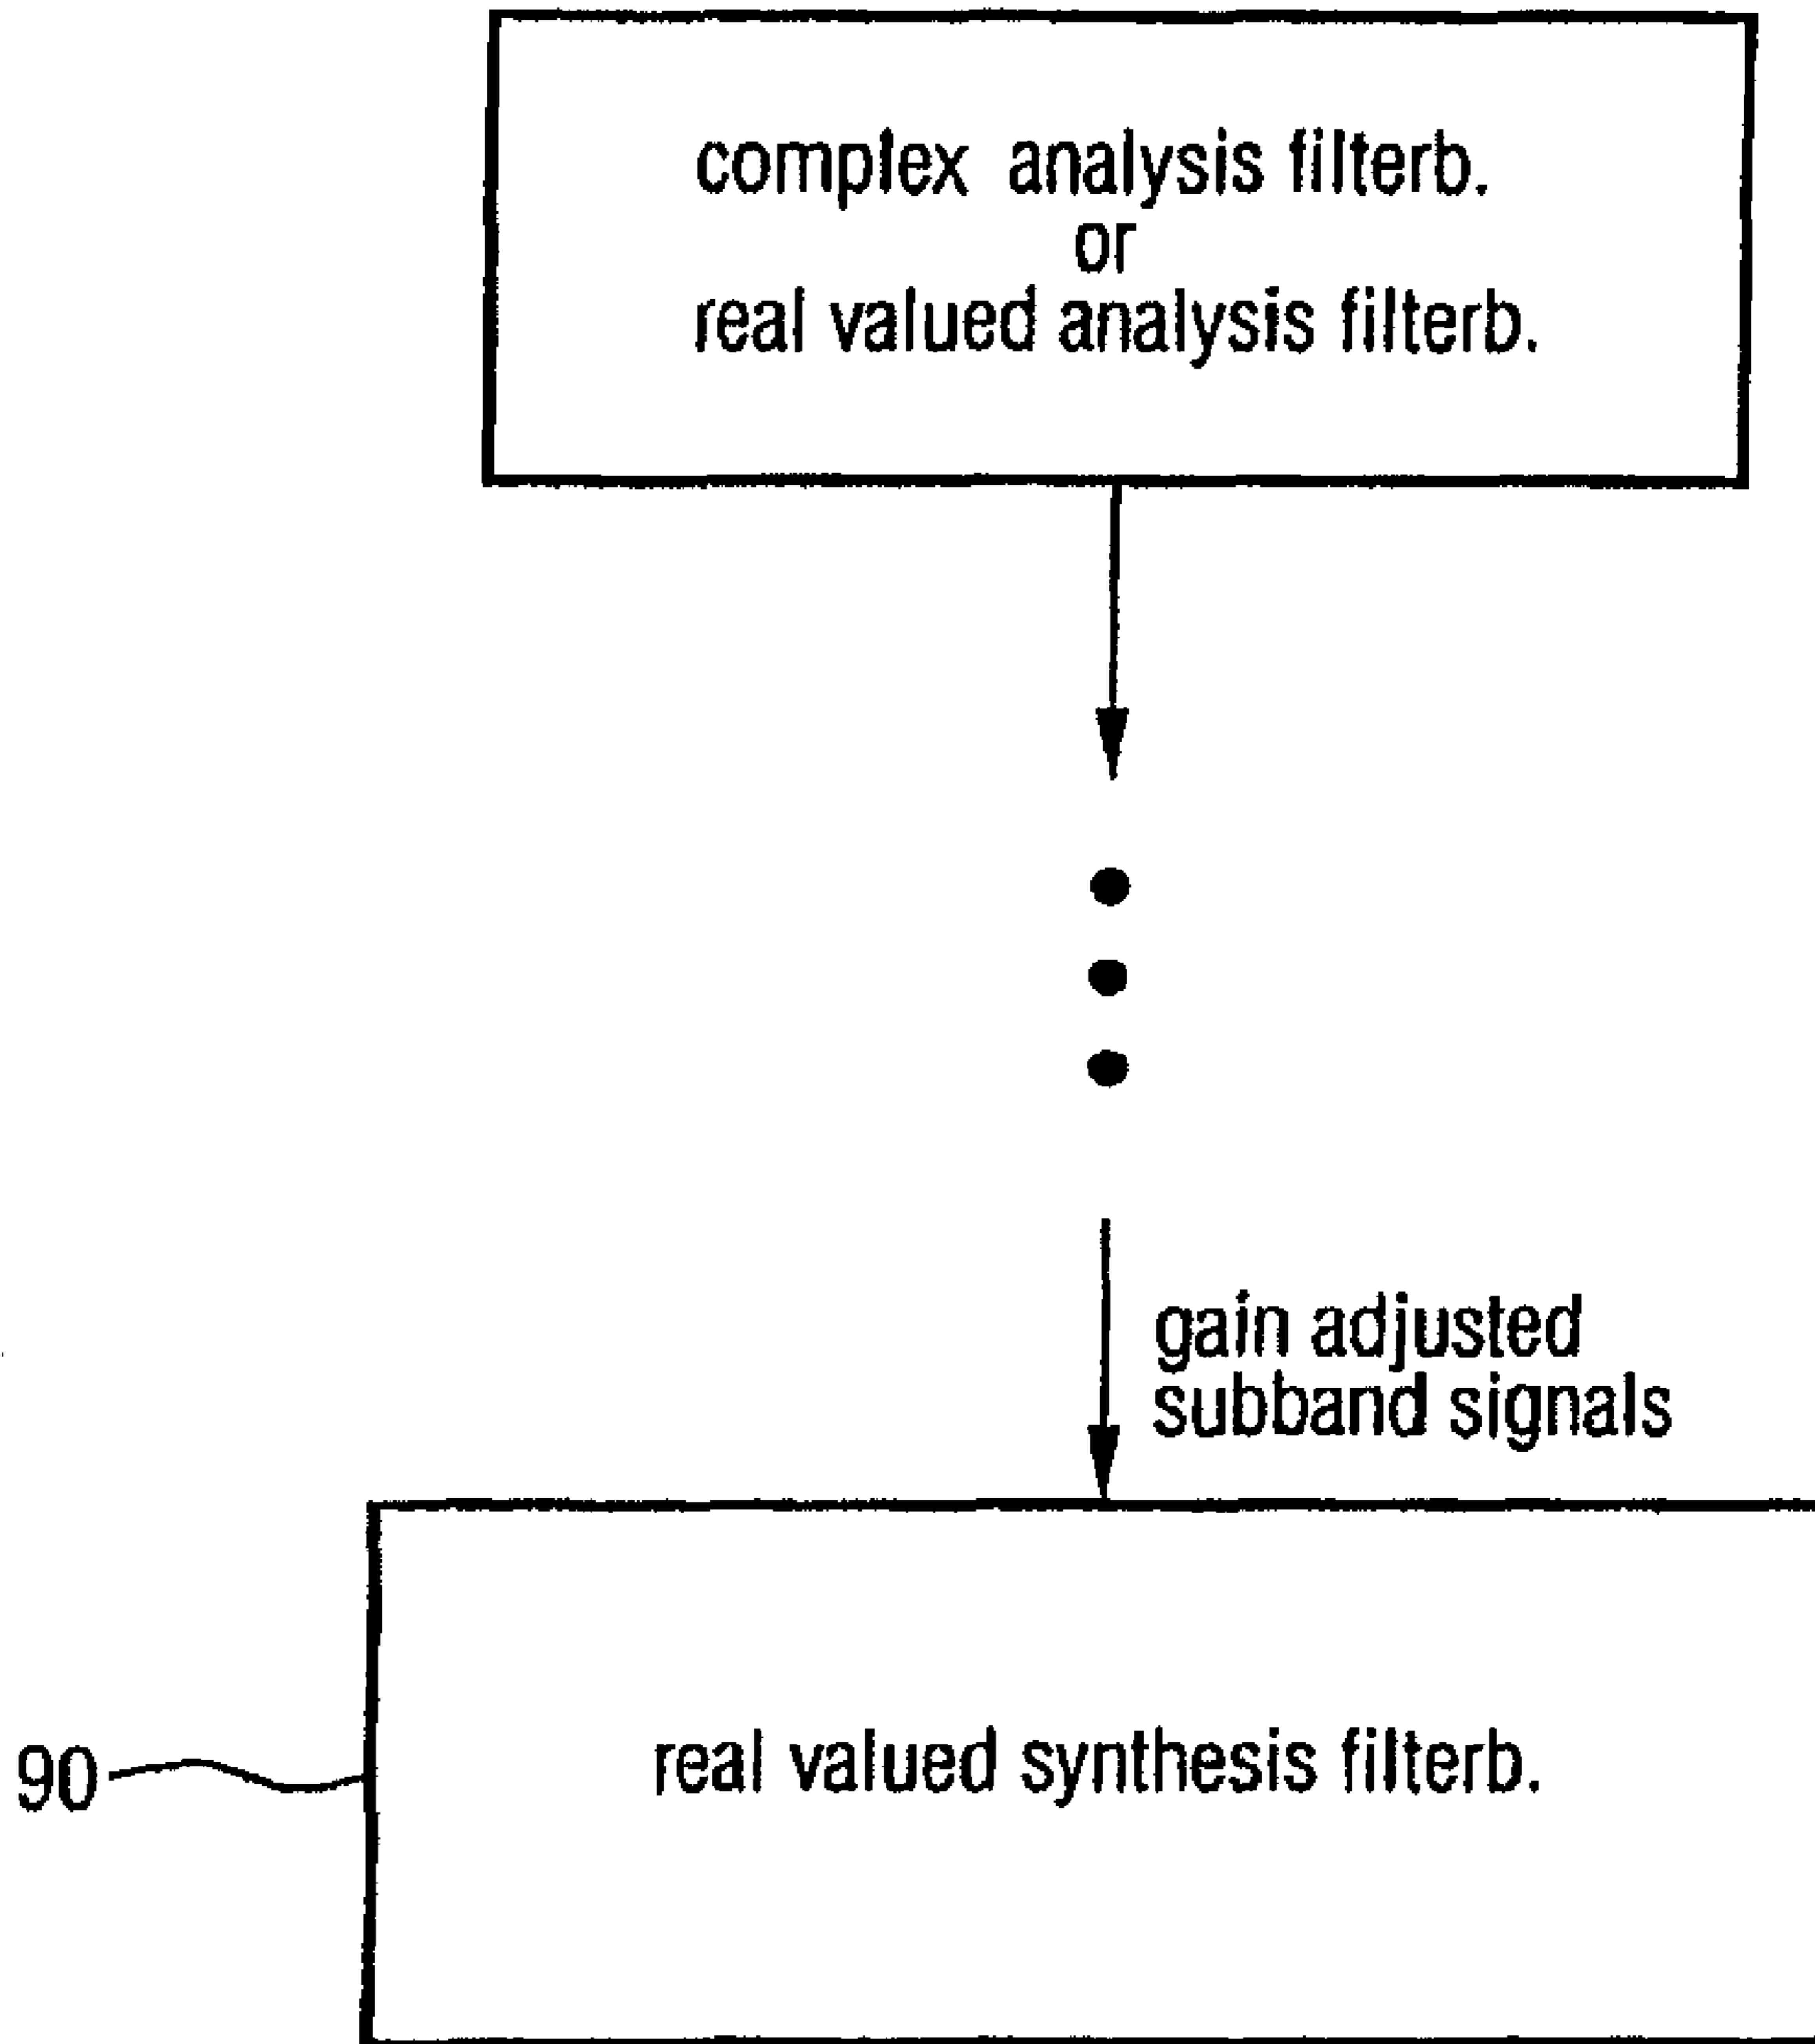 complex analysis filterb.
or
real valued analysis filterb.
gain adjusted
subband signals
90
real valued synthesis filterb.